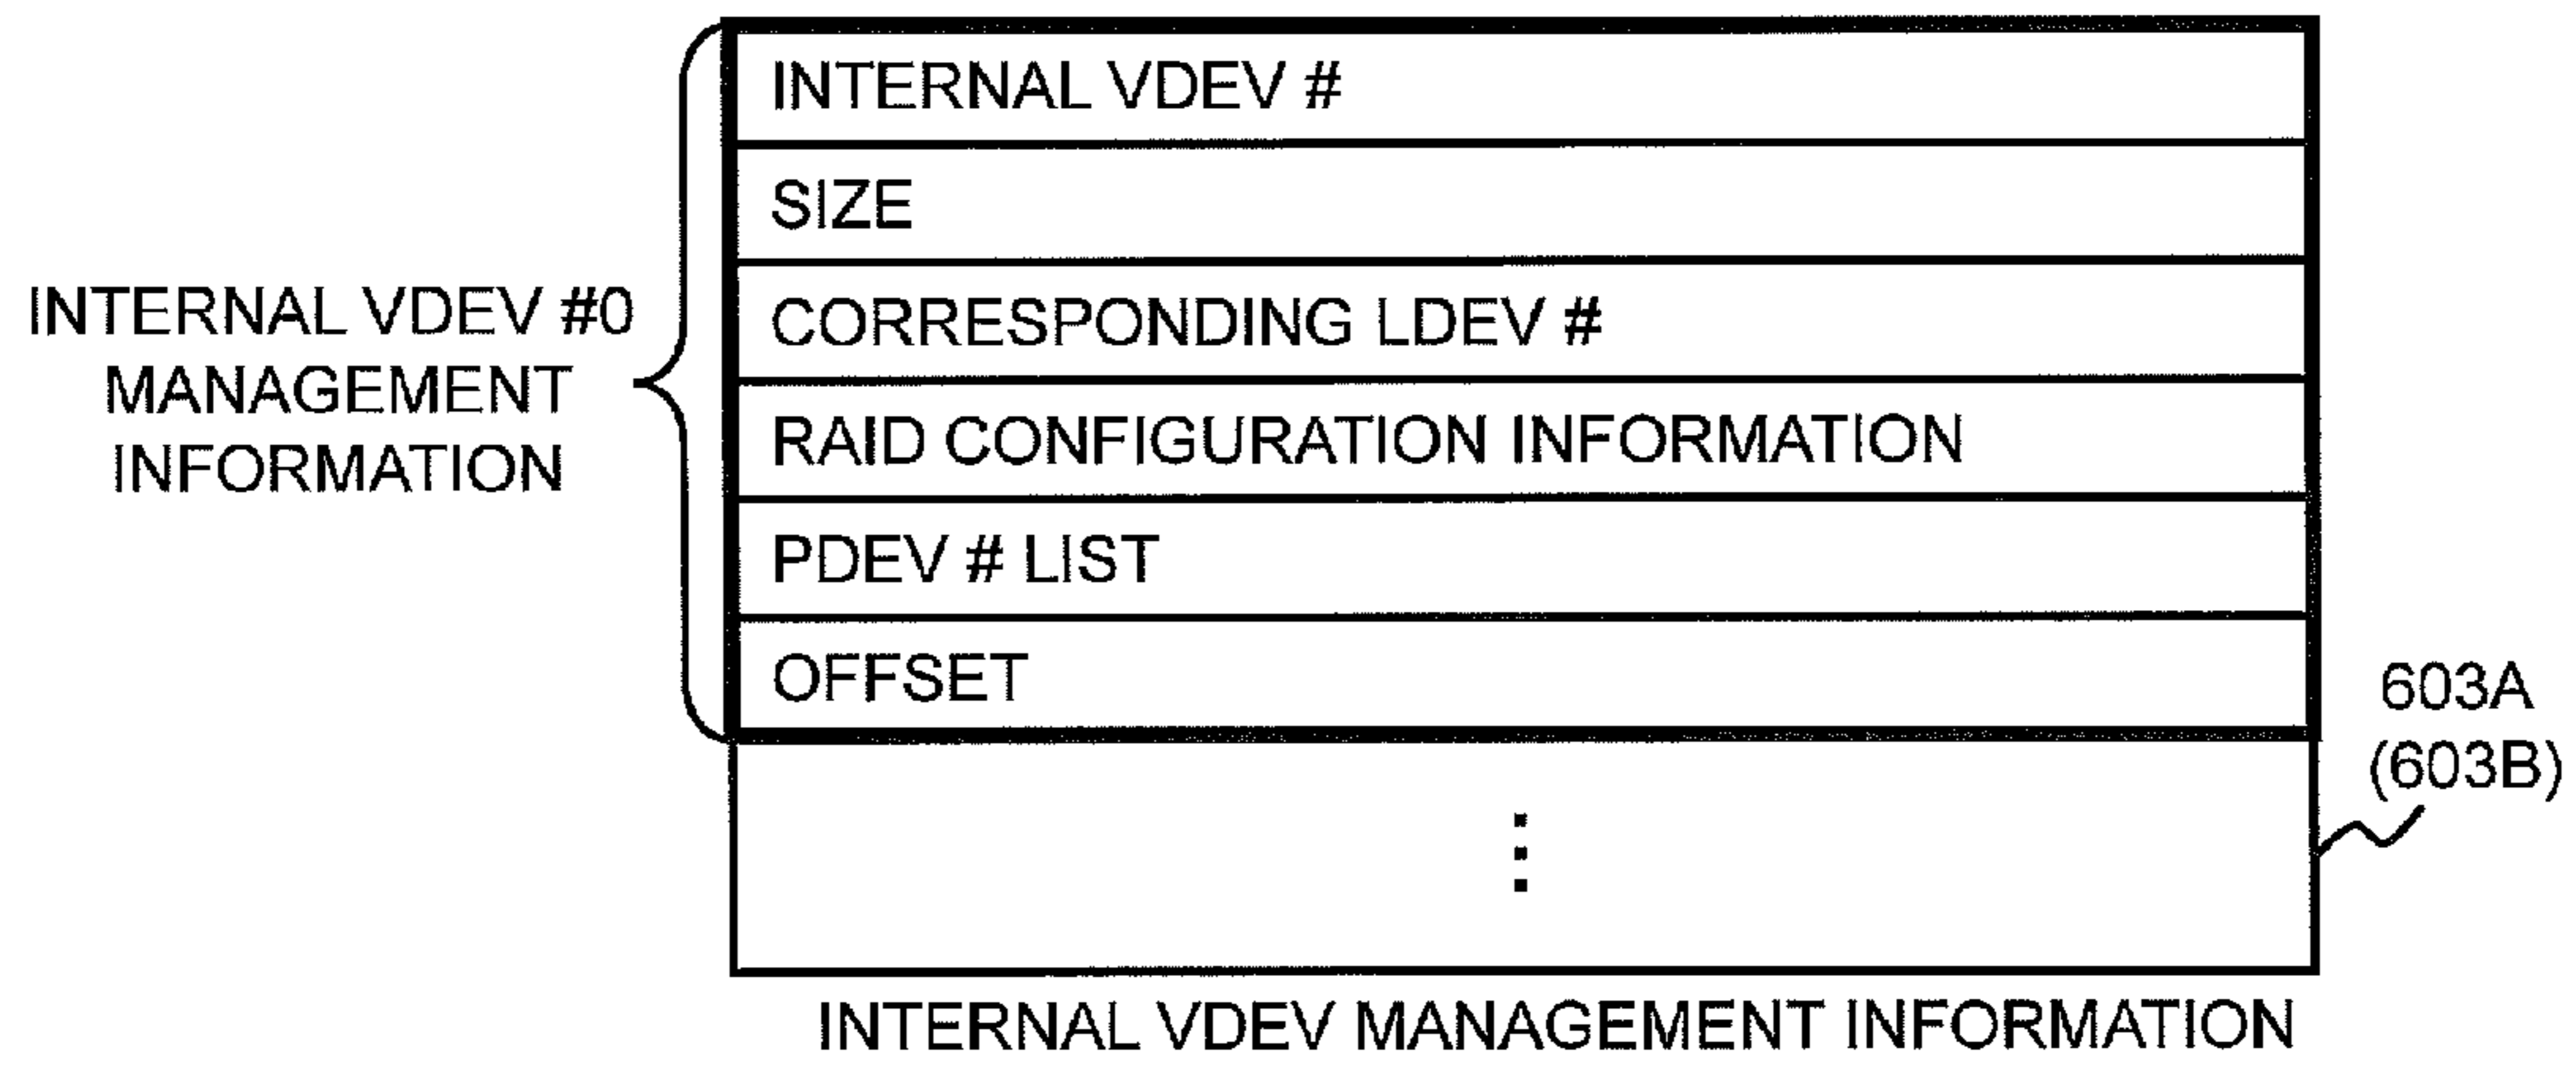 INTERNAL VDEV #
SIZE
CORRESPONDING LDEV #
RAID CONFIGURATION INFORMATION
PDEV # LIST
OFFSET
INTERNAL VDEV #0
MANAGEMENT
INFORMATION
603A
(603B)
INTERNAL VDEV MANAGEMENT INFORMATION